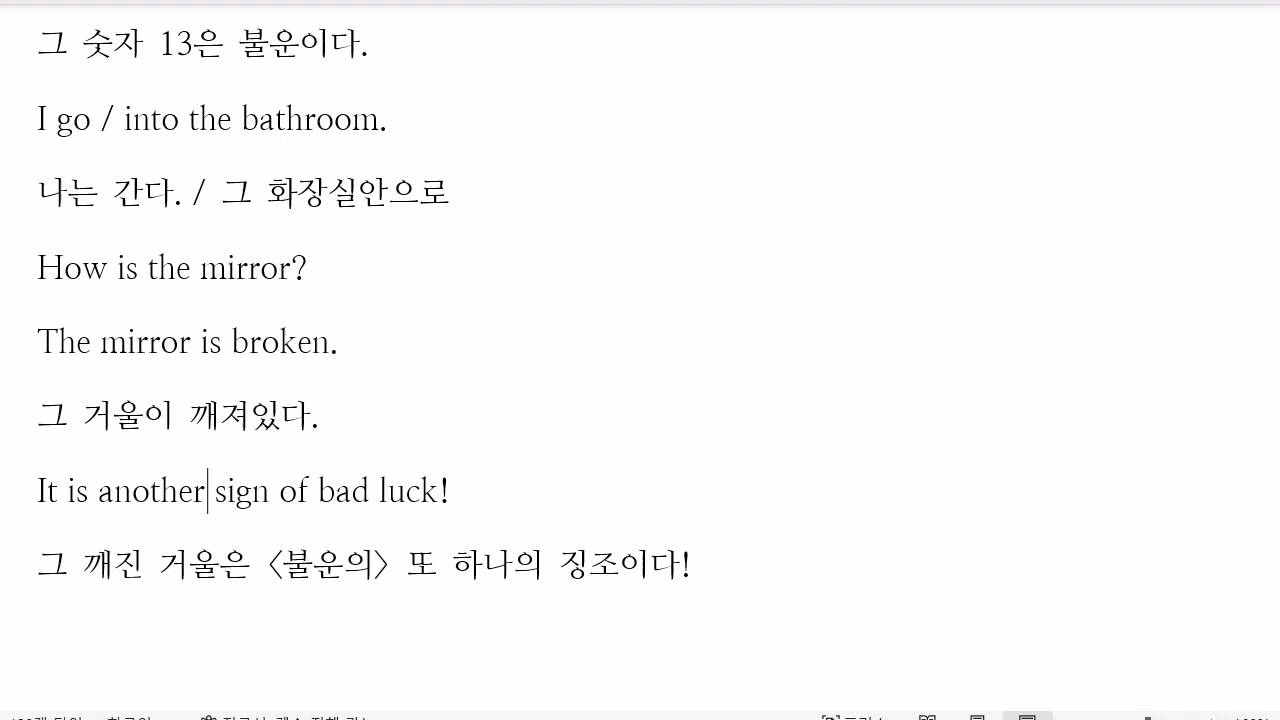 그 숫자 13은 불운이다.
I go / into the bathroom.
나는 간다. / 그 화장실안으로
How is the mirror?
The mirror is broken.
그 거울이 깨져있다.
It is another sign of bad luck!
그 깨진 거울은 〈불운의〉 또 하나의 징조이다!